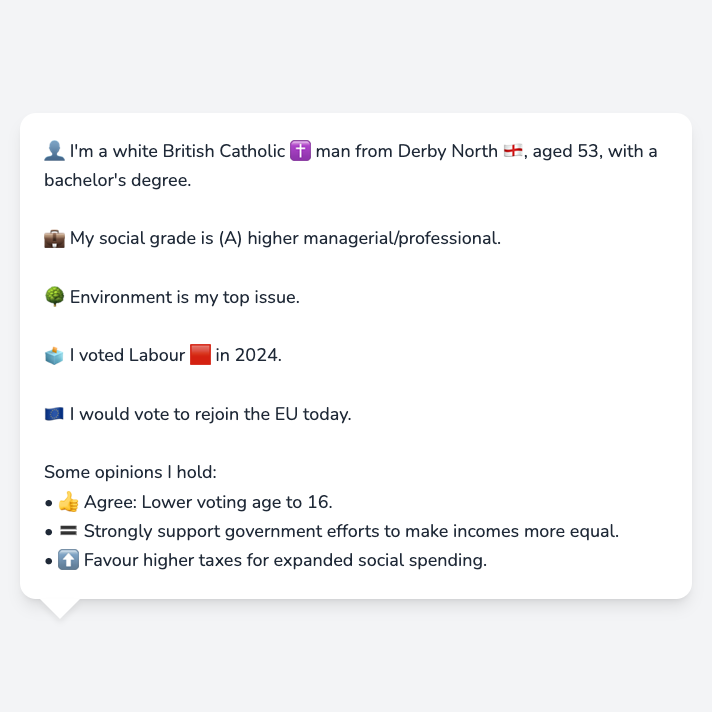 👤 I'm a white British Catholic ✝️ man from Derby North 🏴󠁧󠁢󠁥󠁮󠁧󠁿, aged 53, with a
bachelor's degree.
💼 My social grade is (A) higher managerial/professional.
🌳 Environment is my top issue.
🗳️ I voted Labour 🟥 in 2024.
🇪🇺 I would vote to rejoin the EU today.
Some opinions I hold:
• 👍 Agree: Lower voting age to 16.
• 🟰 Strongly support government efforts to make incomes more equal.
• ⬆️ Favour higher taxes for expanded social spending.